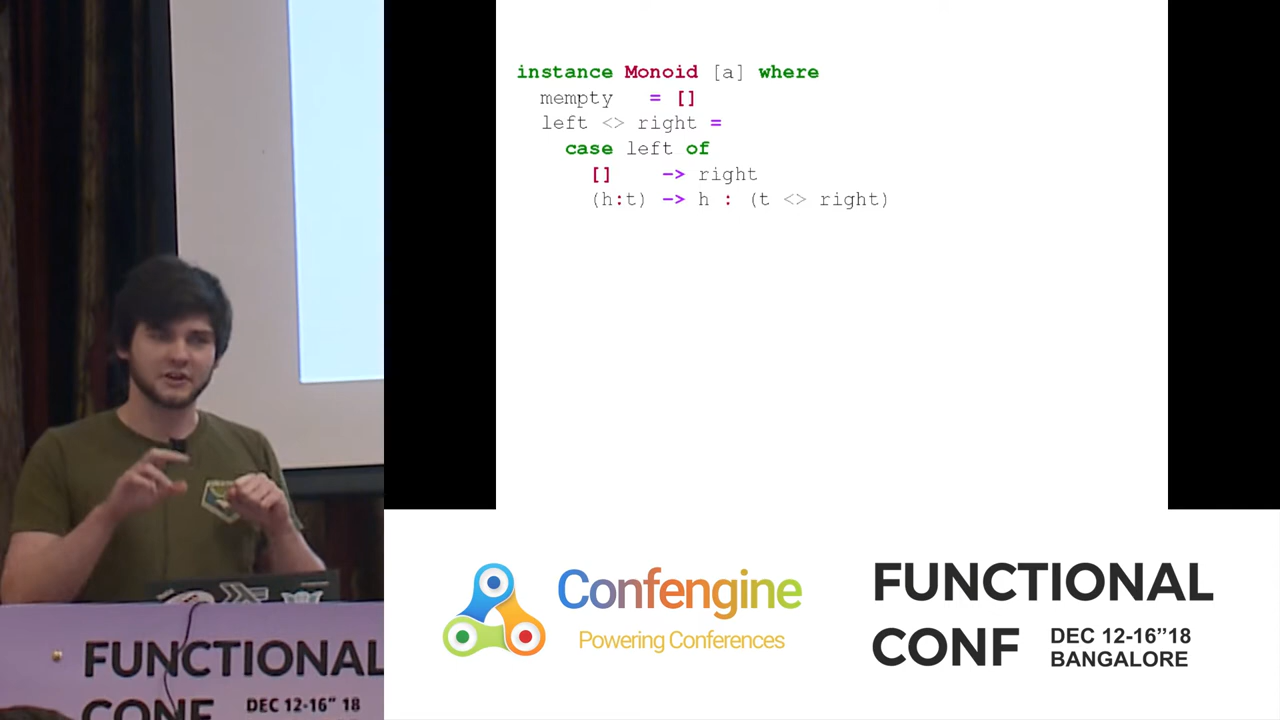 instance Monoid [a] where
  mempty   = []
  left <> right =
    case left of
      []    -> right
      (h:t) -> h : (t <> right)
Confengine
Powering Conferences
FUNCTIONAL
CONF
DEC 12-16"18
BANGALORE
FUNCTIONAL
CONF
DEC 12-16" 18